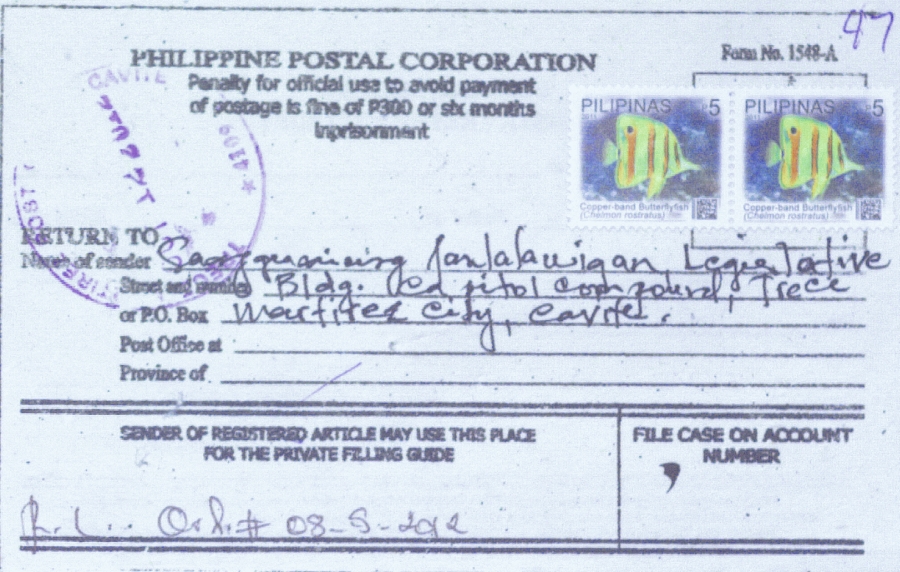 47
PHILIPPINE POSTAL CORPORATION
Form No. 1548-A
Penalty for official use to avoid payment
of postage is fine of P300 or six months
Inprisonment
CAVITE
4109
PILIPINAS 5
Copper-band Butterflyfish
(Chelmon rostratus)
PILIPINAS 5
Copper-band Butterflyfish
(Chelmon rostratus)
RETURN TO
Name of sender Sangguniang Panlalawigan Legislative
Street and number Bldg. Capitol Compound, Trece
or P.O. Box Martires City, Cavite.
Post Office at
Province of
SENDER OF REGISTERED ARTICLE MAY USE THIS PLACE
FOR THE PRIVATE FILLING GUIDE
FILE CASE ON ACCOUNT
NUMBER
# 08-S-2012